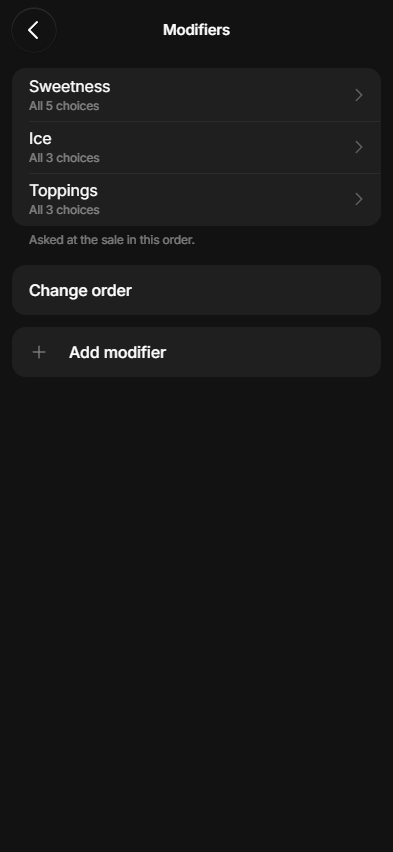 Modifiers
Sweetness
All 5 choices
Ice
All 3 choices
Toppings
All 3 choices
Asked at the sale in this order.
Change order
Add modifier